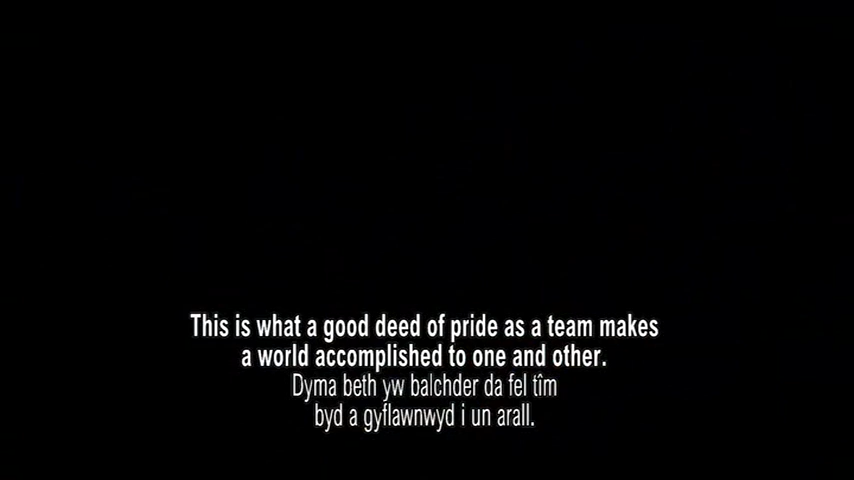 This is what a good deed of pride as a team makes
a world accomplished to one and other.
Dyma beth yw balchder da fel tîm
byd a gyflawnwyd i un arall.